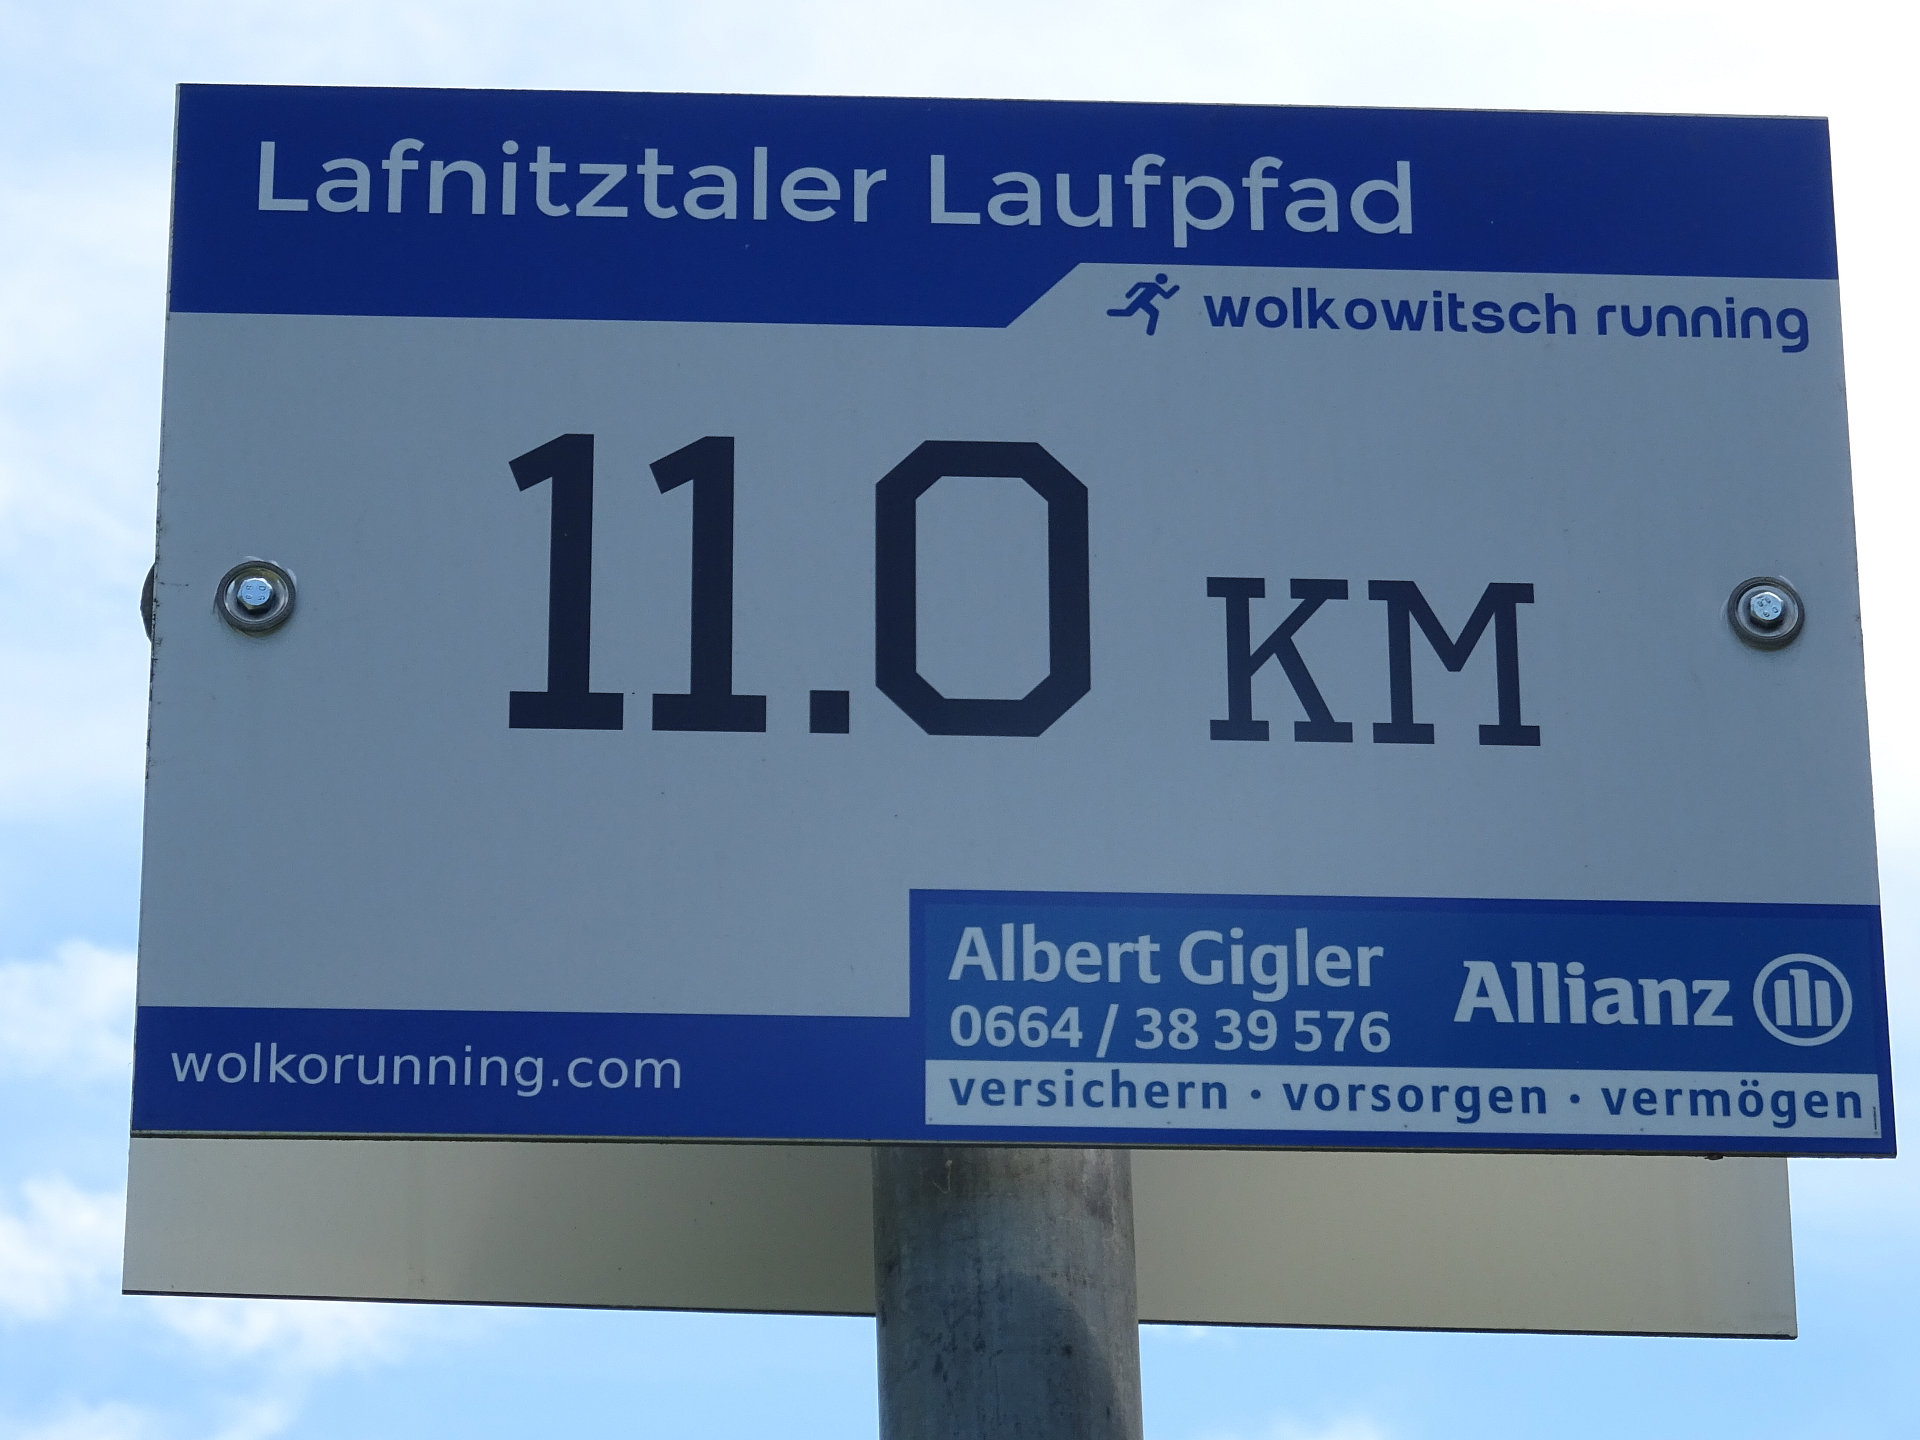 Lafnitztaler Laufpfad
wolkowitsch running
11.0 KM
Albert Gigler
0664 / 38 39 576
Allianz
versichern · vorsorgen · vermögen
wolkorunning.com